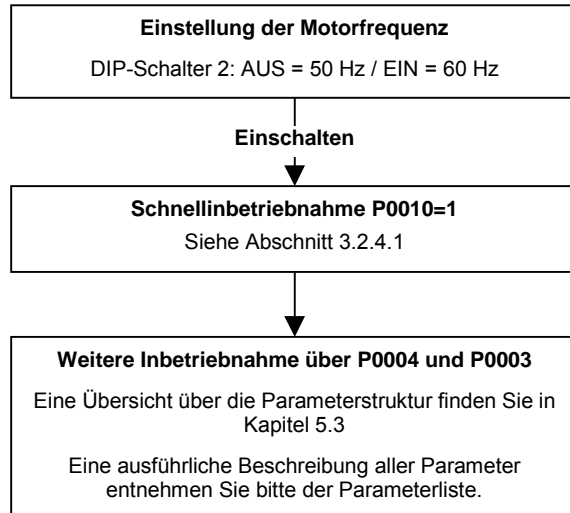 Einstellung der Motorfrequenz
DIP-Schalter 2: AUS = 50 Hz / EIN = 60 Hz
Einschalten
Schnellinbetriebnahme P0010=1
Siehe Abschnitt 3.2.4.1
Weitere Inbetriebnahme über P0004 und P0003
Eine Übersicht über die Parameterstruktur finden Sie in
Kapitel 5.3
Eine ausführliche Beschreibung aller Parameter
entnehmen Sie bitte der Parameterliste.